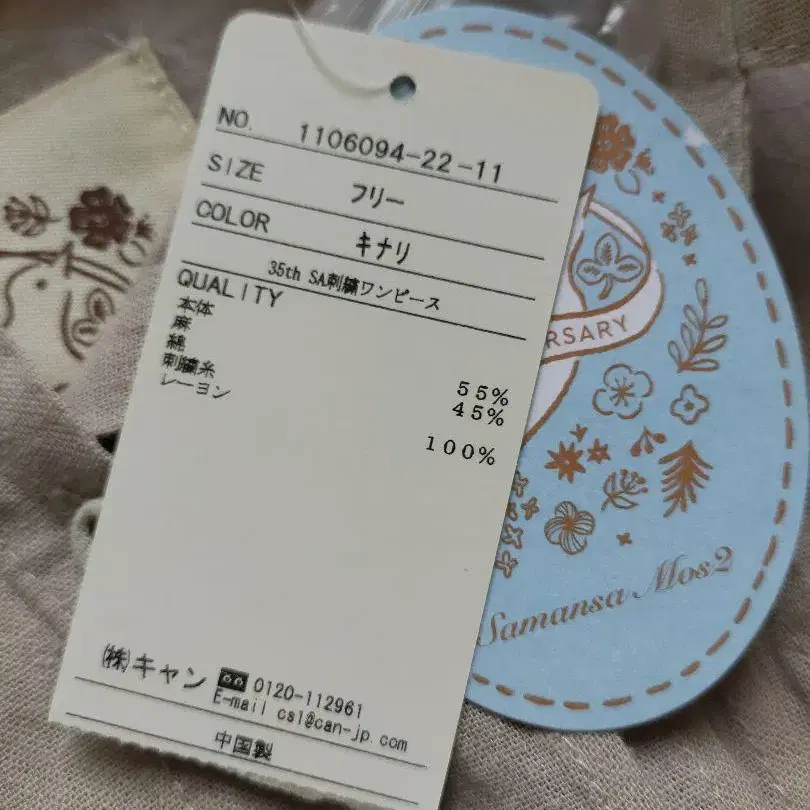 NO. 1106094-22-11
SIZE フリー
COLOR キナリ
35th SA刺繍ワンピース
QUALITY
本体
麻 55%
綿 45%
刺繍糸
レーヨン 100%
㈱キャン 0120-112961
E-mail cs1@can-jp.com
中国製
RSARY
Samansa Mos2